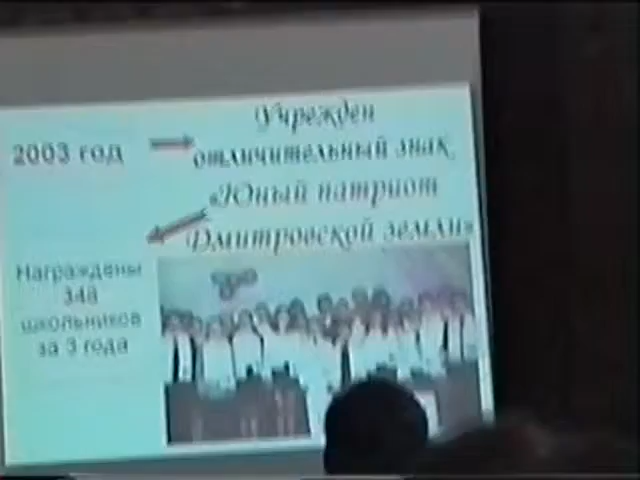 2003 год
Учрежден
отличительный знак
«Юный патриот
Дмитровской земли»
Награждены
348
школьников
за 3 года